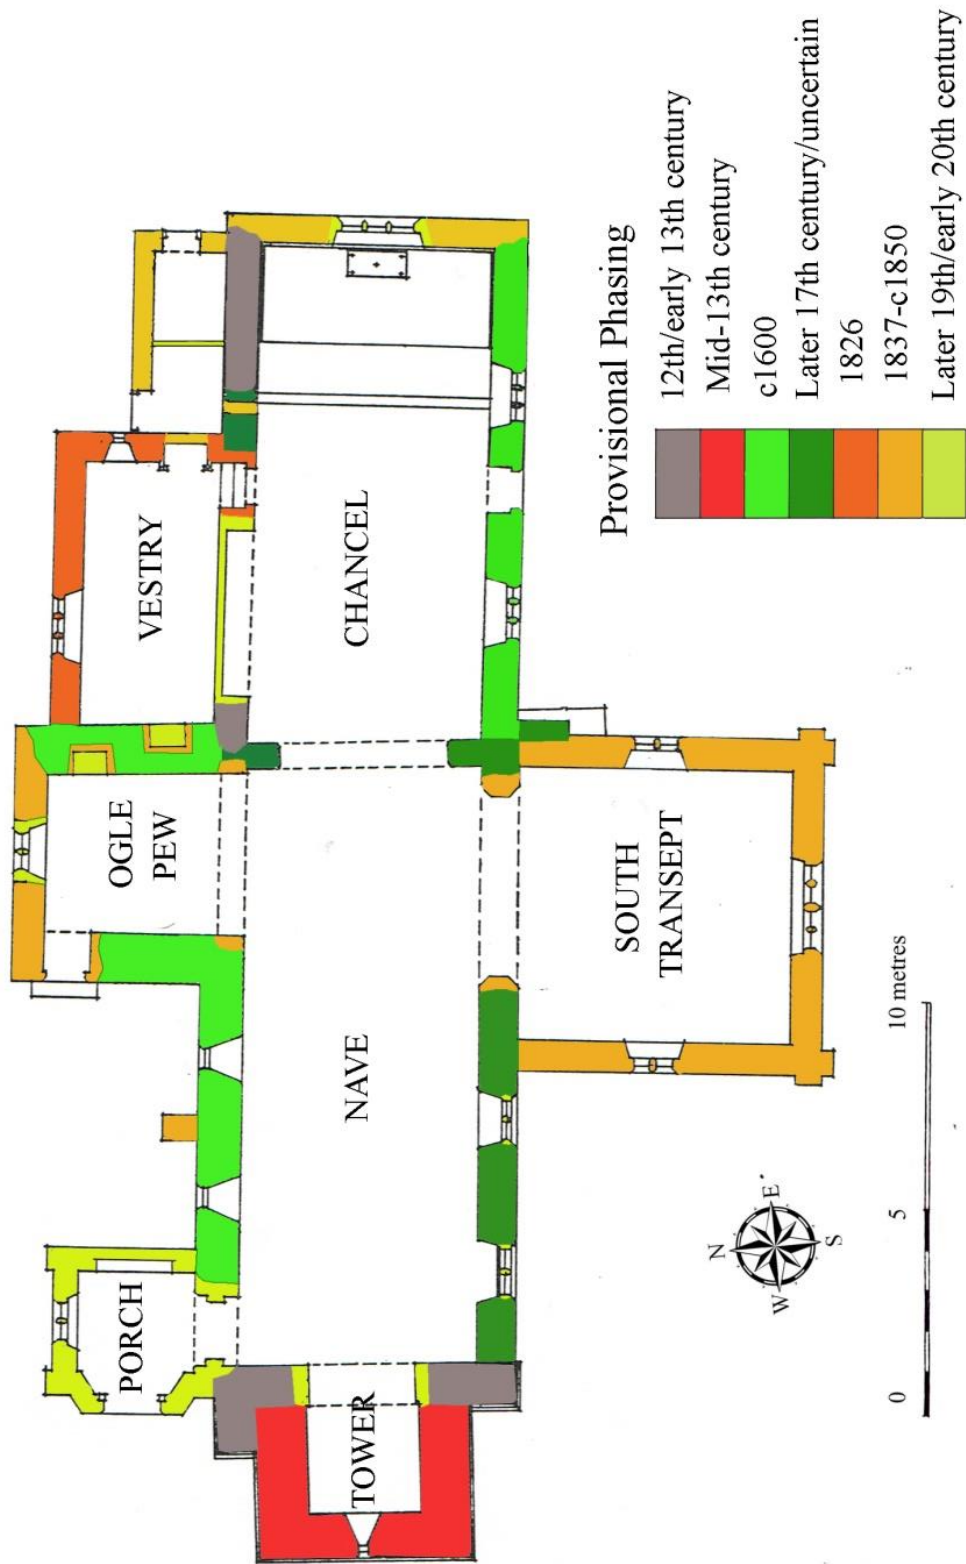 PORCH
TOWER
NAVE
OGLE
PEW
VESTRY
CHANCEL
SOUTH
TRANSEPT
N
E
S
W
0
5
10 metres
Provisional Phasing
12th/early 13th century
Mid-13th century
c1600
Later 17th century/uncertain
1826
1837-c1850
Later 19th/early 20th century